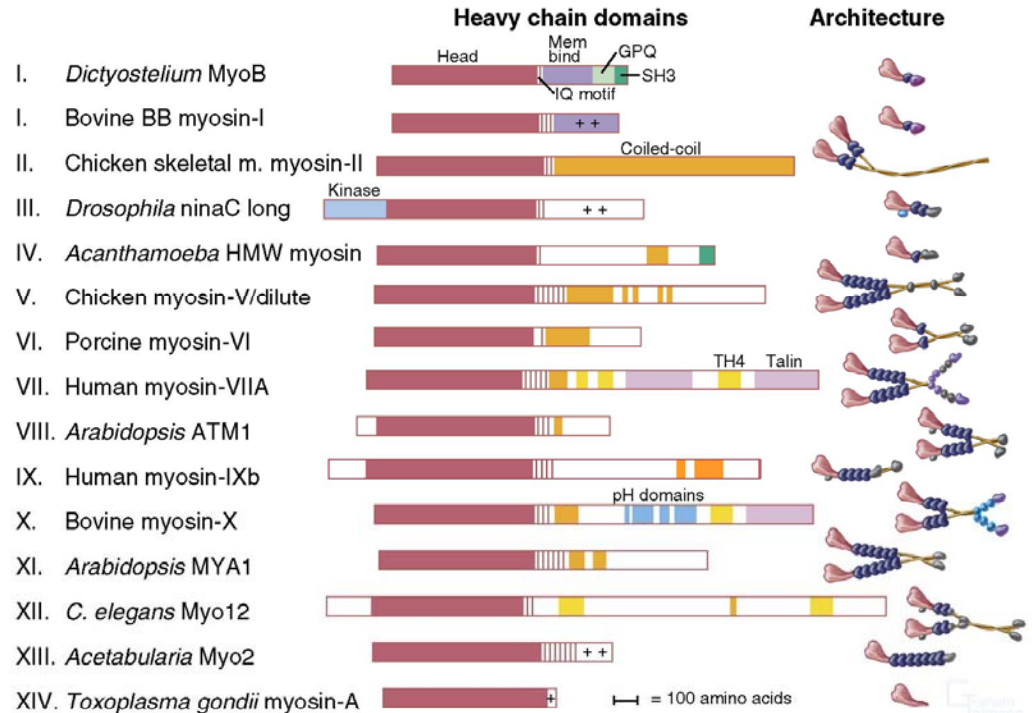 Heavy chain domains Architecture
Head Mem bind GPQ
I. Dictyostelium MyoB SH3
IQ motif
I. Bovine BB myosin-I + +
Coiled-coil
II. Chicken skeletal m. myosin-II
Kinase
III. Drosophila ninaC long + +
IV. Acanthamoeba HMW myosin
V. Chicken myosin-V/dilute
VI. Porcine myosin-VI
TH4 Talin
VII. Human myosin-VIIA
VIII. Arabidopsis ATM1
IX. Human myosin-IXb
pH domains
X. Bovine myosin-X
XI. Arabidopsis MYA1
XII. C. elegans Myo12
XIII. Acetabularia Myo2 + +
XIV. Toxoplasma gondii myosin-A + = 100 amino acids